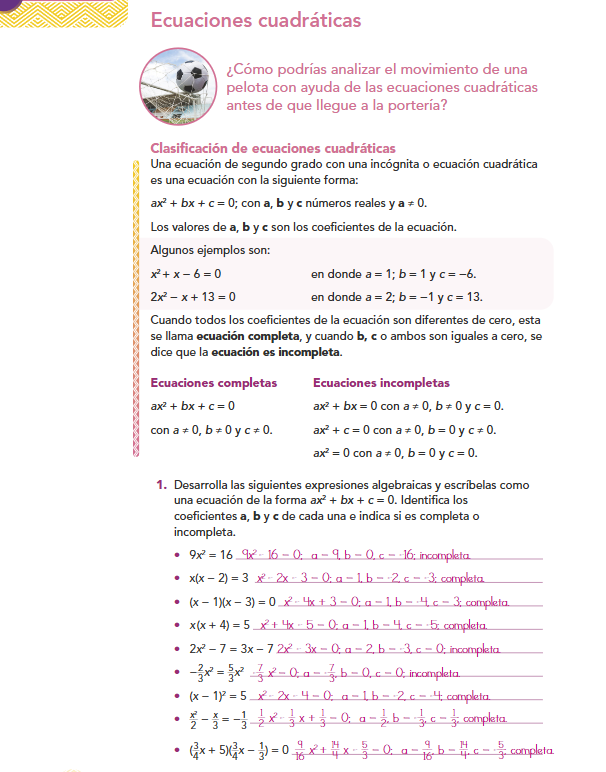 Ecuaciones cuadráticas
¿Cómo podrías analizar el movimiento de una
pelota con ayuda de las ecuaciones cuadráticas
antes de que llegue a la portería?
Clasificación de ecuaciones cuadráticas
Una ecuación de segundo grado con una incógnita o ecuación cuadrática
es una ecuación con la siguiente forma:
ax² + bx + c = 0; con a, b y c números reales y a ≠ 0.
Los valores de a, b y c son los coeficientes de la ecuación.
Algunos ejemplos son:
x² + x – 6 = 0 en donde a = 1; b = 1 y c = –6.
2x² – x + 13 = 0 en donde a = 2; b = –1 y c = 13.
Cuando todos los coeficientes de la ecuación son diferentes de cero, esta
se llama ecuación completa, y cuando b, c o ambos son iguales a cero, se
dice que la ecuación es incompleta.
Ecuaciones completas Ecuaciones incompletas
ax² + bx + c = 0 ax² + bx = 0 con a ≠ 0, b ≠ 0 y c = 0.
con a ≠ 0, b ≠ 0 y c ≠ 0. ax² + c = 0 con a ≠ 0, b = 0 y c ≠ 0.
ax² = 0 con a ≠ 0, b = 0 y c = 0.
1. Desarrolla las siguientes expresiones algebraicas y escríbelas como
una ecuación de la forma ax² + bx + c = 0. Identifica los
coeficientes a, b y c de cada una e indica si es completa o
incompleta.
• 9x² = 16 9x² – 16 = 0; a = 9, b = 0, c = –16; incompleta.
• x(x – 2) = 3 x² – 2x – 3 = 0; a = 1, b = –2, c = –3; completa.
• (x – 1)(x – 3) = 0 x² – 4x + 3 = 0; a = 1, b = –4, c = 3; completa.
• x(x + 4) = 5 x² + 4x – 5 = 0; a = 1, b = 4, c = –5; completa.
• 2x² – 7 = 3x – 7 2x² – 3x = 0; a = 2, b = –3, c = 0; incompleta.
• –2/3x² = 5/3x² –7/3 x² = 0; a = –7/3, b = 0, c = 0; incompleta.
• (x – 1)² = 5 x² – 2x – 4 = 0; a = 1, b = –2, c = –4; completa.
• x²/2 – x/3 = –1/3 1/2 x² – 1/3 x + 1/3 = 0; a = 1/2, b = –1/3, c = 1/3; completa.
• (3/4x + 5)(3/4x – 1/3) = 0 9/16 x² + 14/4 x – 5/3 = 0; a = 9/16, b = 14/4, c = –5/3; completa.